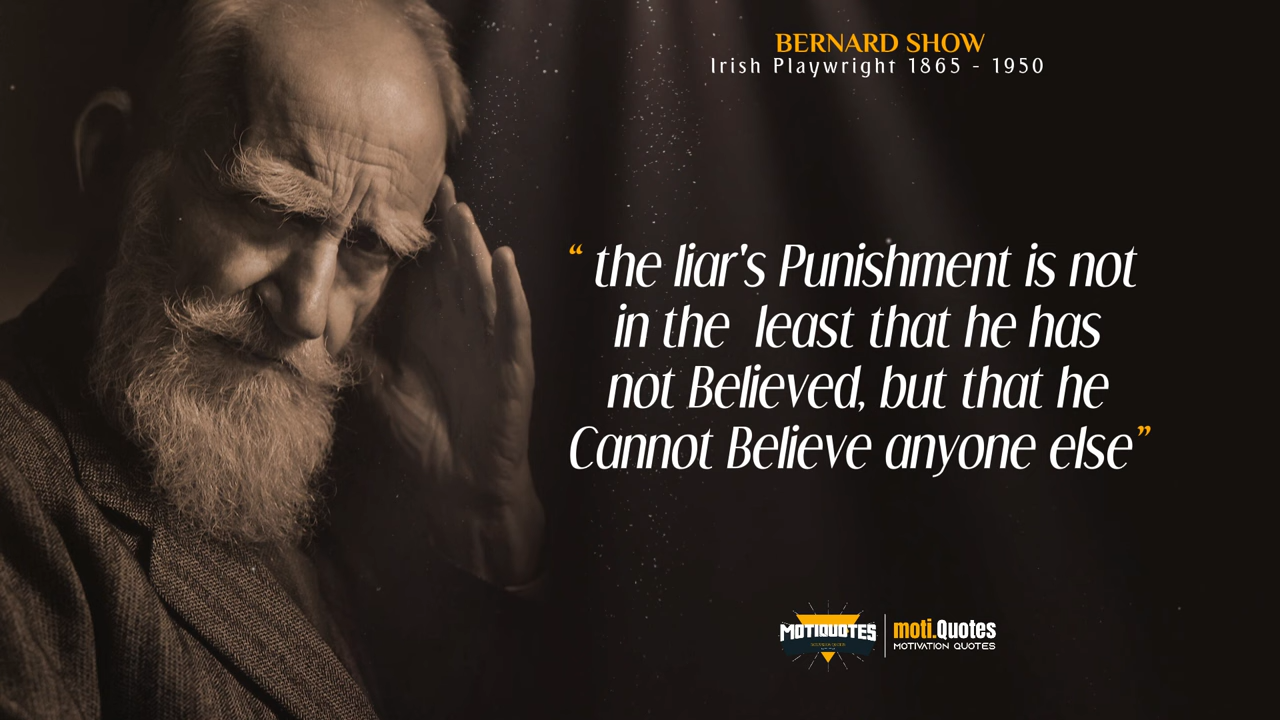 BERNARD SHOW
Irish Playwright 1865 - 1950
“ the liar's Punishment is not
in the least that he has
not Believed, but that he
Cannot Believe anyone else”
MOTIQUOTES
moti.Quotes
MOTIVATION QUOTES